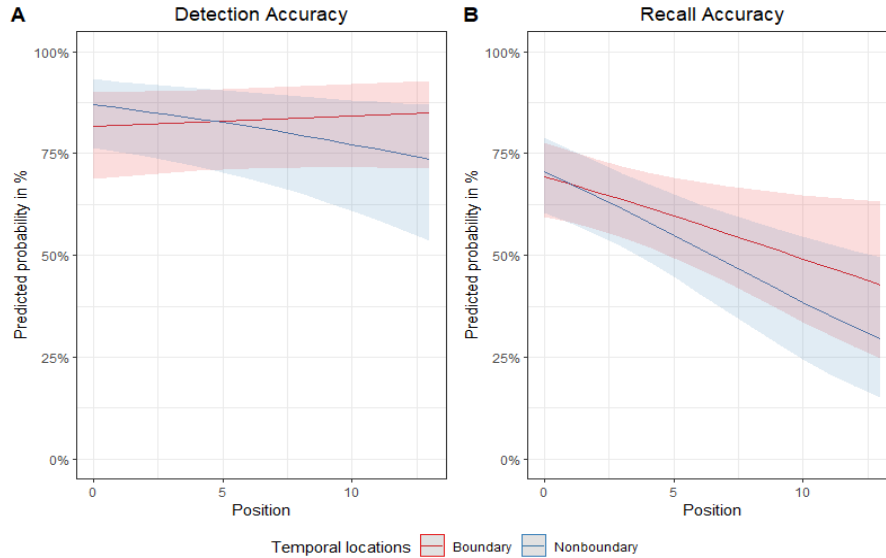 A
Detection Accuracy
Predicted probability in %
100%
75%
50%
25%
0%
0 5 10
Position
B
Recall Accuracy
Predicted probability in %
100%
75%
50%
25%
0%
0 5 10
Position
Temporal locations Boundary Nonboundary